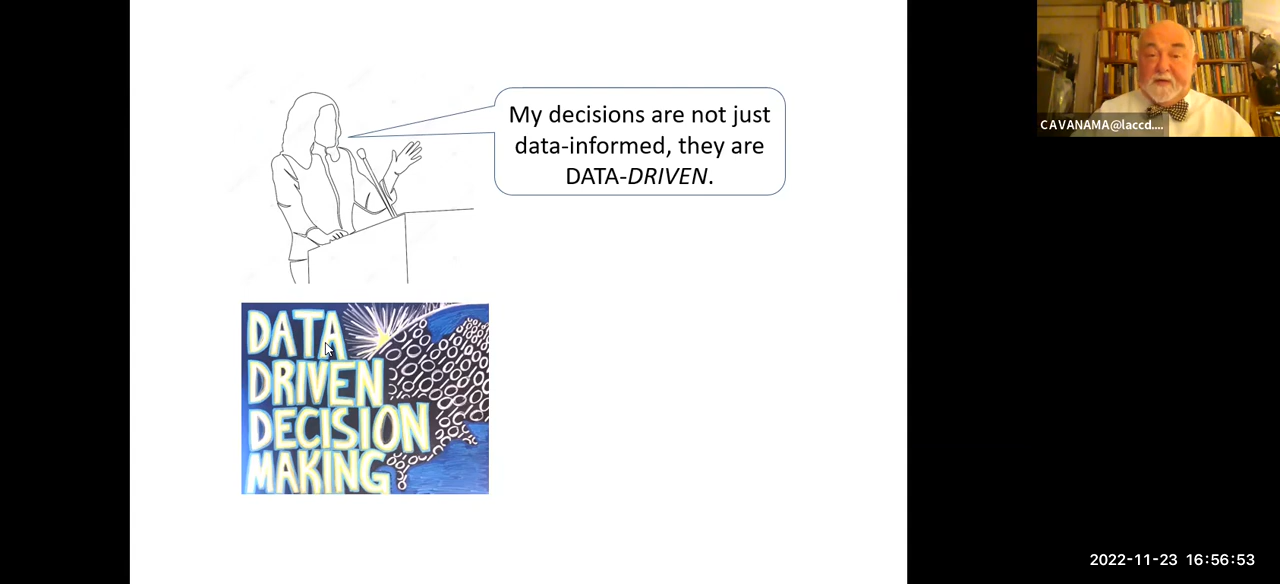 My decisions are not just
data-informed, they are
DATA-DRIVEN.
CAVANAMA@laccd....
DATA
DRIVEN
DECISION
MAKING
2022-11-23 16:56:53